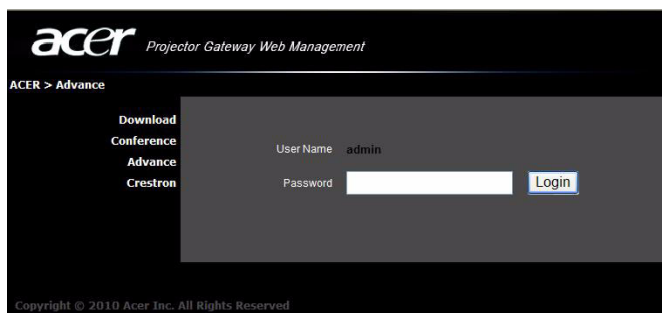 acer Projector Gateway Web Management
ACER > Advance
Download
Conference
Advance
Crestron
User Name admin
Password Login
Copyright © 2010 Acer Inc. All Rights Reserved